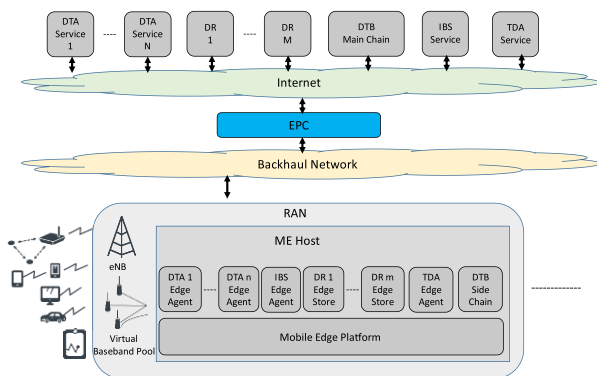 DTA
Service
1
DTA
Service
N
DR
1
DR
M
DTB
Main Chain
IBS
Service
TDA
Service
Internet
EPC
Backhaul Network
RAN
ME Host
eNB
DTA 1
Edge
Agent
DTA n
Edge
Agent
IBS
Edge
Agent
DR 1
Edge
Store
DR m
Edge
Store
TDA
Edge
Agent
DTB
Side
Chain
Virtual
Baseband Pool
Mobile Edge Platform